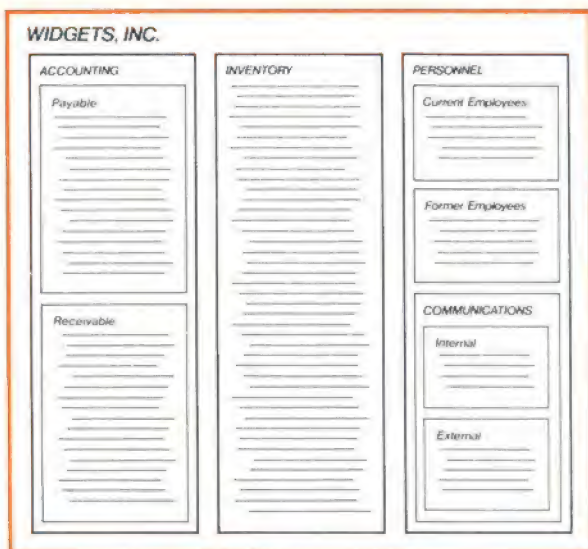 WIDGETS, INC.
ACCOUNTING
Payable
Receivable
INVENTORY
PERSONNEL
Current Employees
Former Employees
COMMUNICATIONS
Internal
External